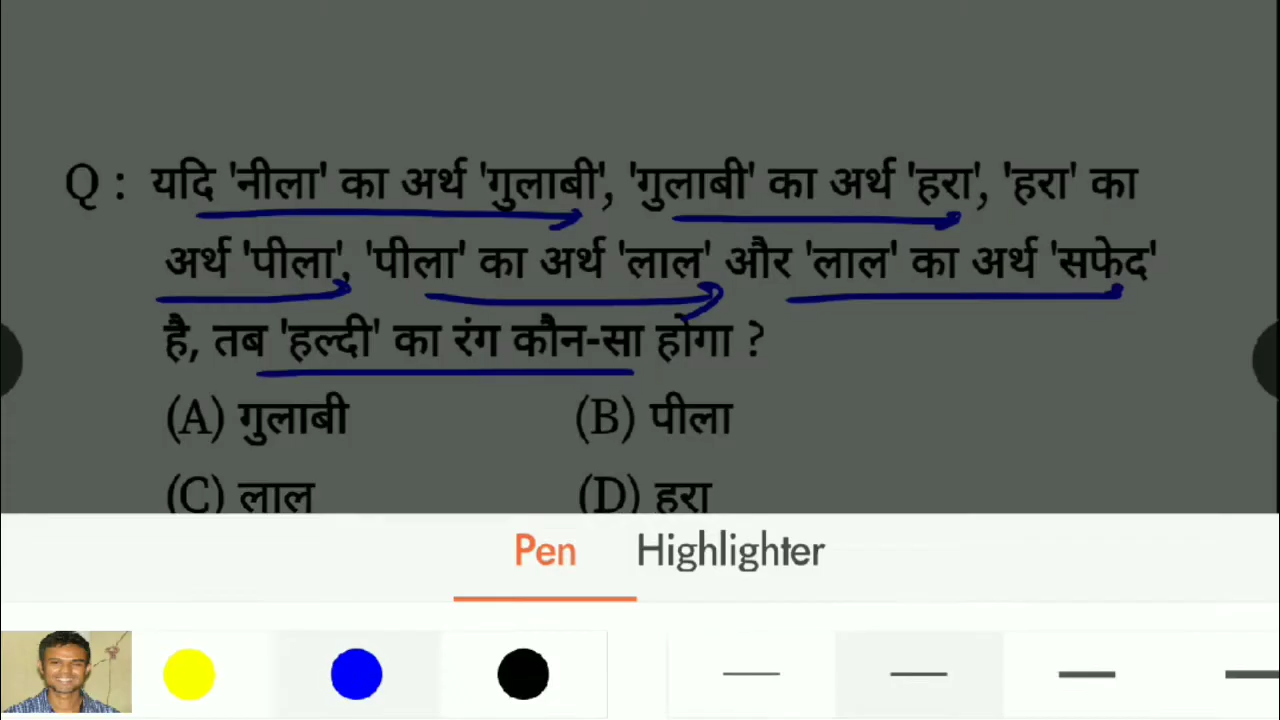 Q : यदि 'नीला' का अर्थ 'गुलाबी', 'गुलाबी' का अर्थ 'हरा', 'हरा' का
अर्थ 'पीला', 'पीला' का अर्थ 'लाल' और 'लाल' का अर्थ 'सफेद'
है, तब 'हल्दी' का रंग कौन-सा होगा ?
(A) गुलाबी (B) पीला
(C) लाल (D) हरा
Pen Highlighter